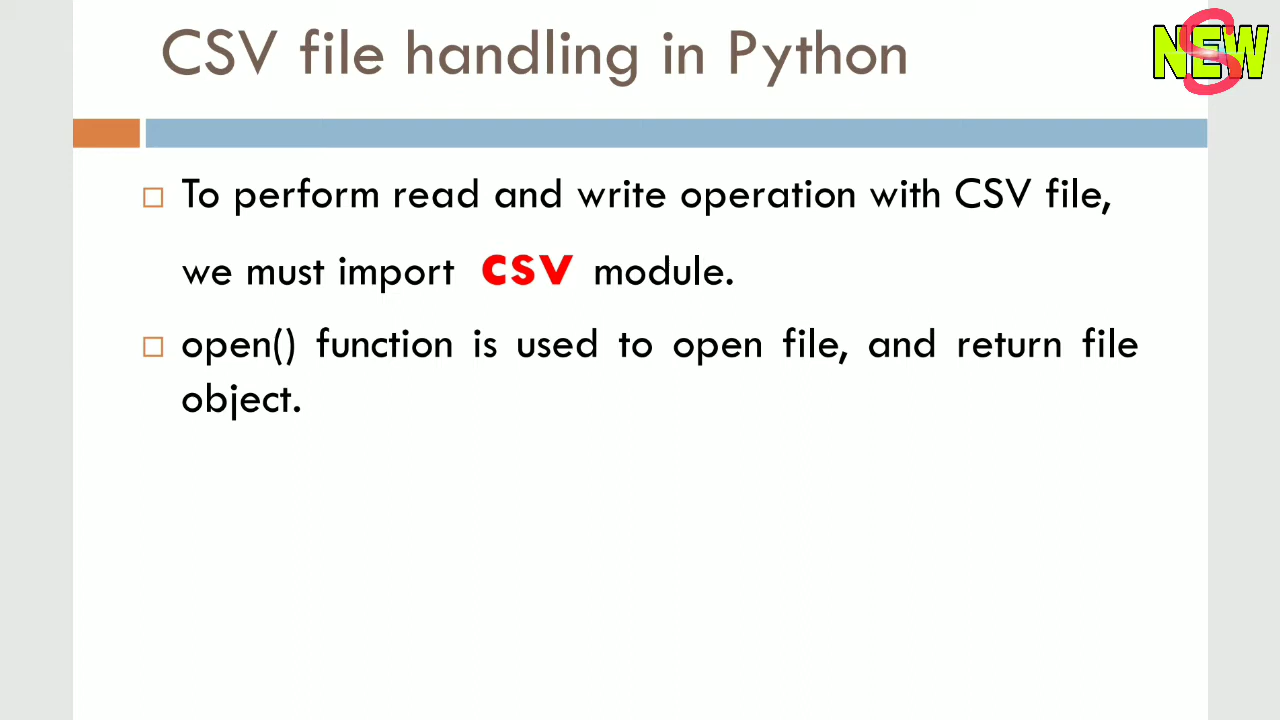 CSV file handling in Python
NEW
S
To perform read and write operation with CSV file,
we must import csv module.
open() function is used to open file, and return file
object.